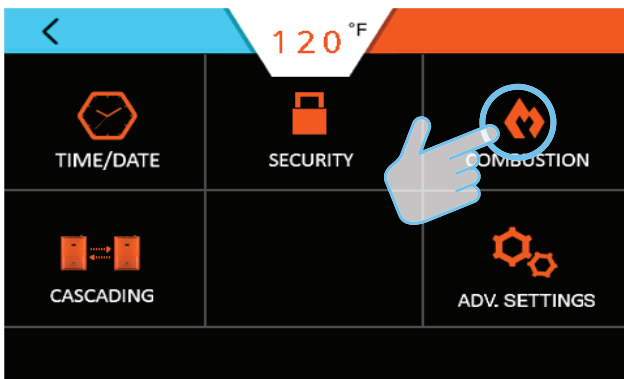 120 °F
TIME/DATE
SECURITY
COMBUSTION
CASCADING
ADV. SETTINGS